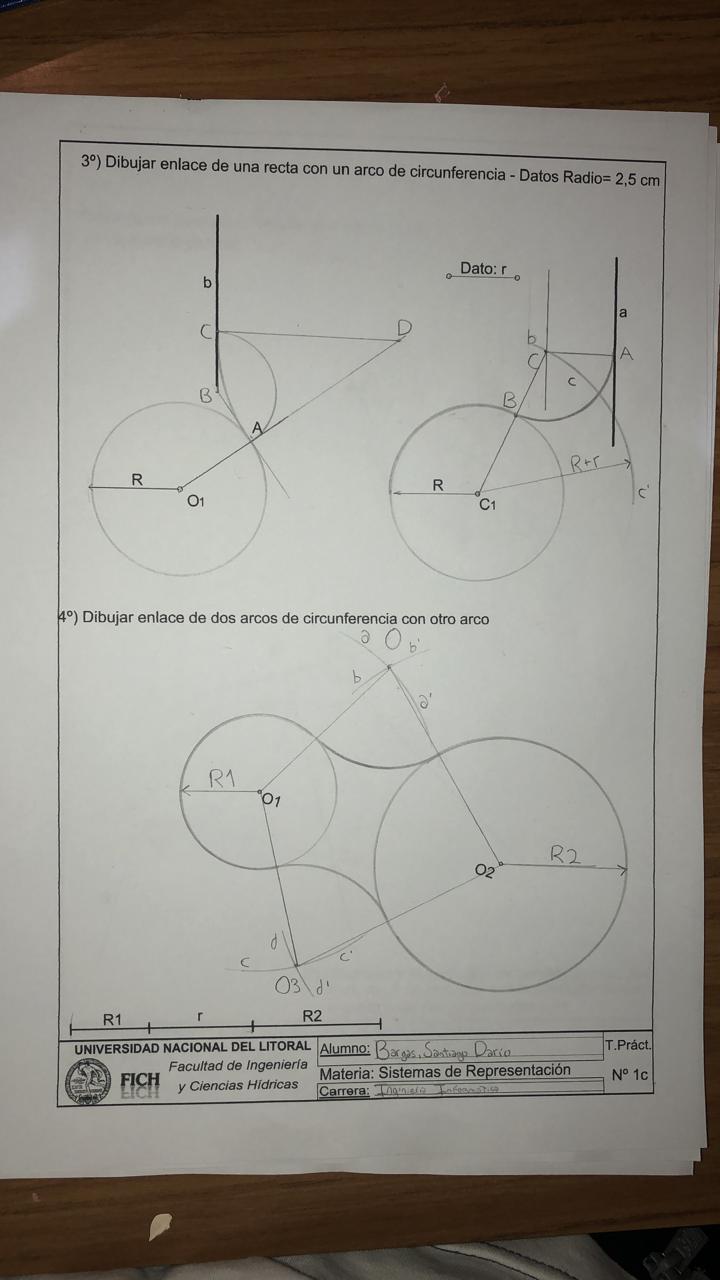 3º) Dibujar enlace de una recta con un arco de circunferencia - Datos Radio= 2,5 cm
Dato: r
b
a
C
D
b
C
A
B
c
B
A
R+r
R
O1
R
C1
c'
4º) Dibujar enlace de dos arcos de circunferencia con otro arco
a
O
b'
b
a'
R1
O1
R2
O2
d
c
c'
O3
d'
R1
r
R2
UNIVERSIDAD NACIONAL DEL LITORAL
Facultad de Ingeniería
y Ciencias Hídricas
FICH
Alumno: Bargas, Santiago Darío
Materia: Sistemas de Representación
Carrera: Ingniería Informática
T.Práct.
Nº 1c